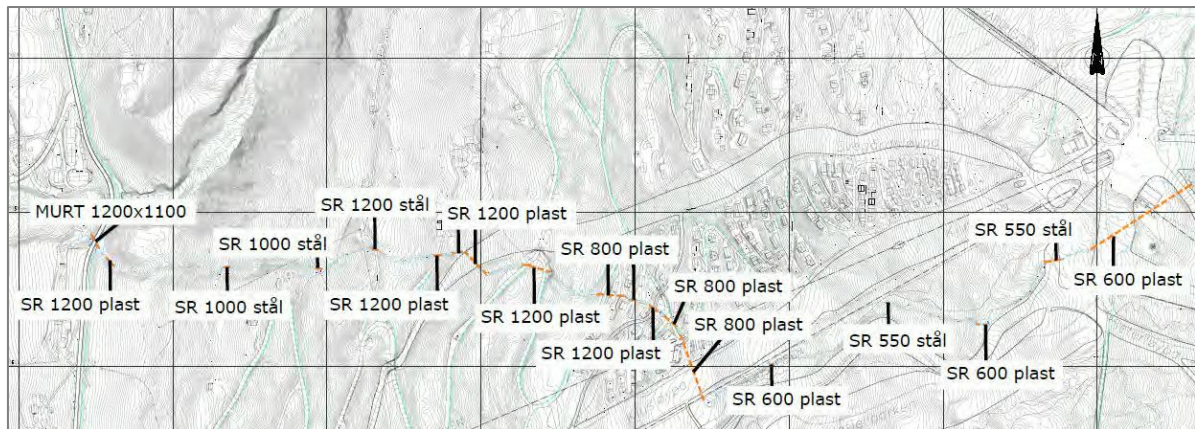 MURT 1200x1100
SR 1200 plast
SR 1000 stål
SR 1000 stål
SR 1200 stål
SR 1200 plast
SR 1200 plast
SR 1200 plast
SR 800 plast
SR 1200 plast
SR 800 plast
SR 800 plast
SR 600 plast
SR 550 stål
SR 600 plast
SR 550 stål
SR 600 plast